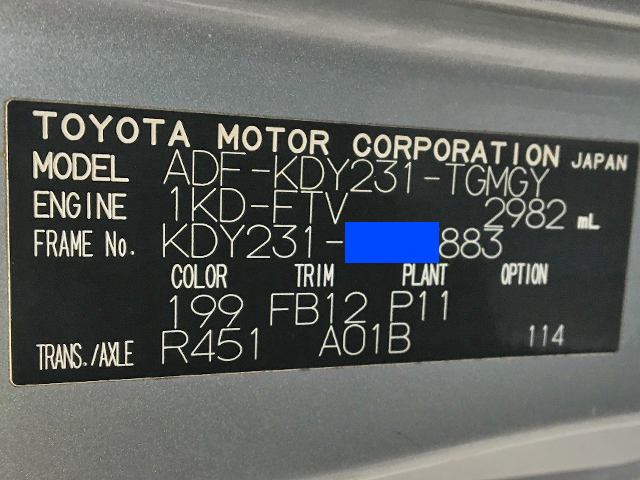 TOYOTA MOTOR CORPORATION JAPAN
MODEL ADF-KDY231-TGMGY
ENGINE 1KD-FTV 2982 mL
FRAME No. KDY231- 883
COLOR TRIM PLANT OPTION
199 FB12 P11
TRANS./AXLE R451 A01B 114